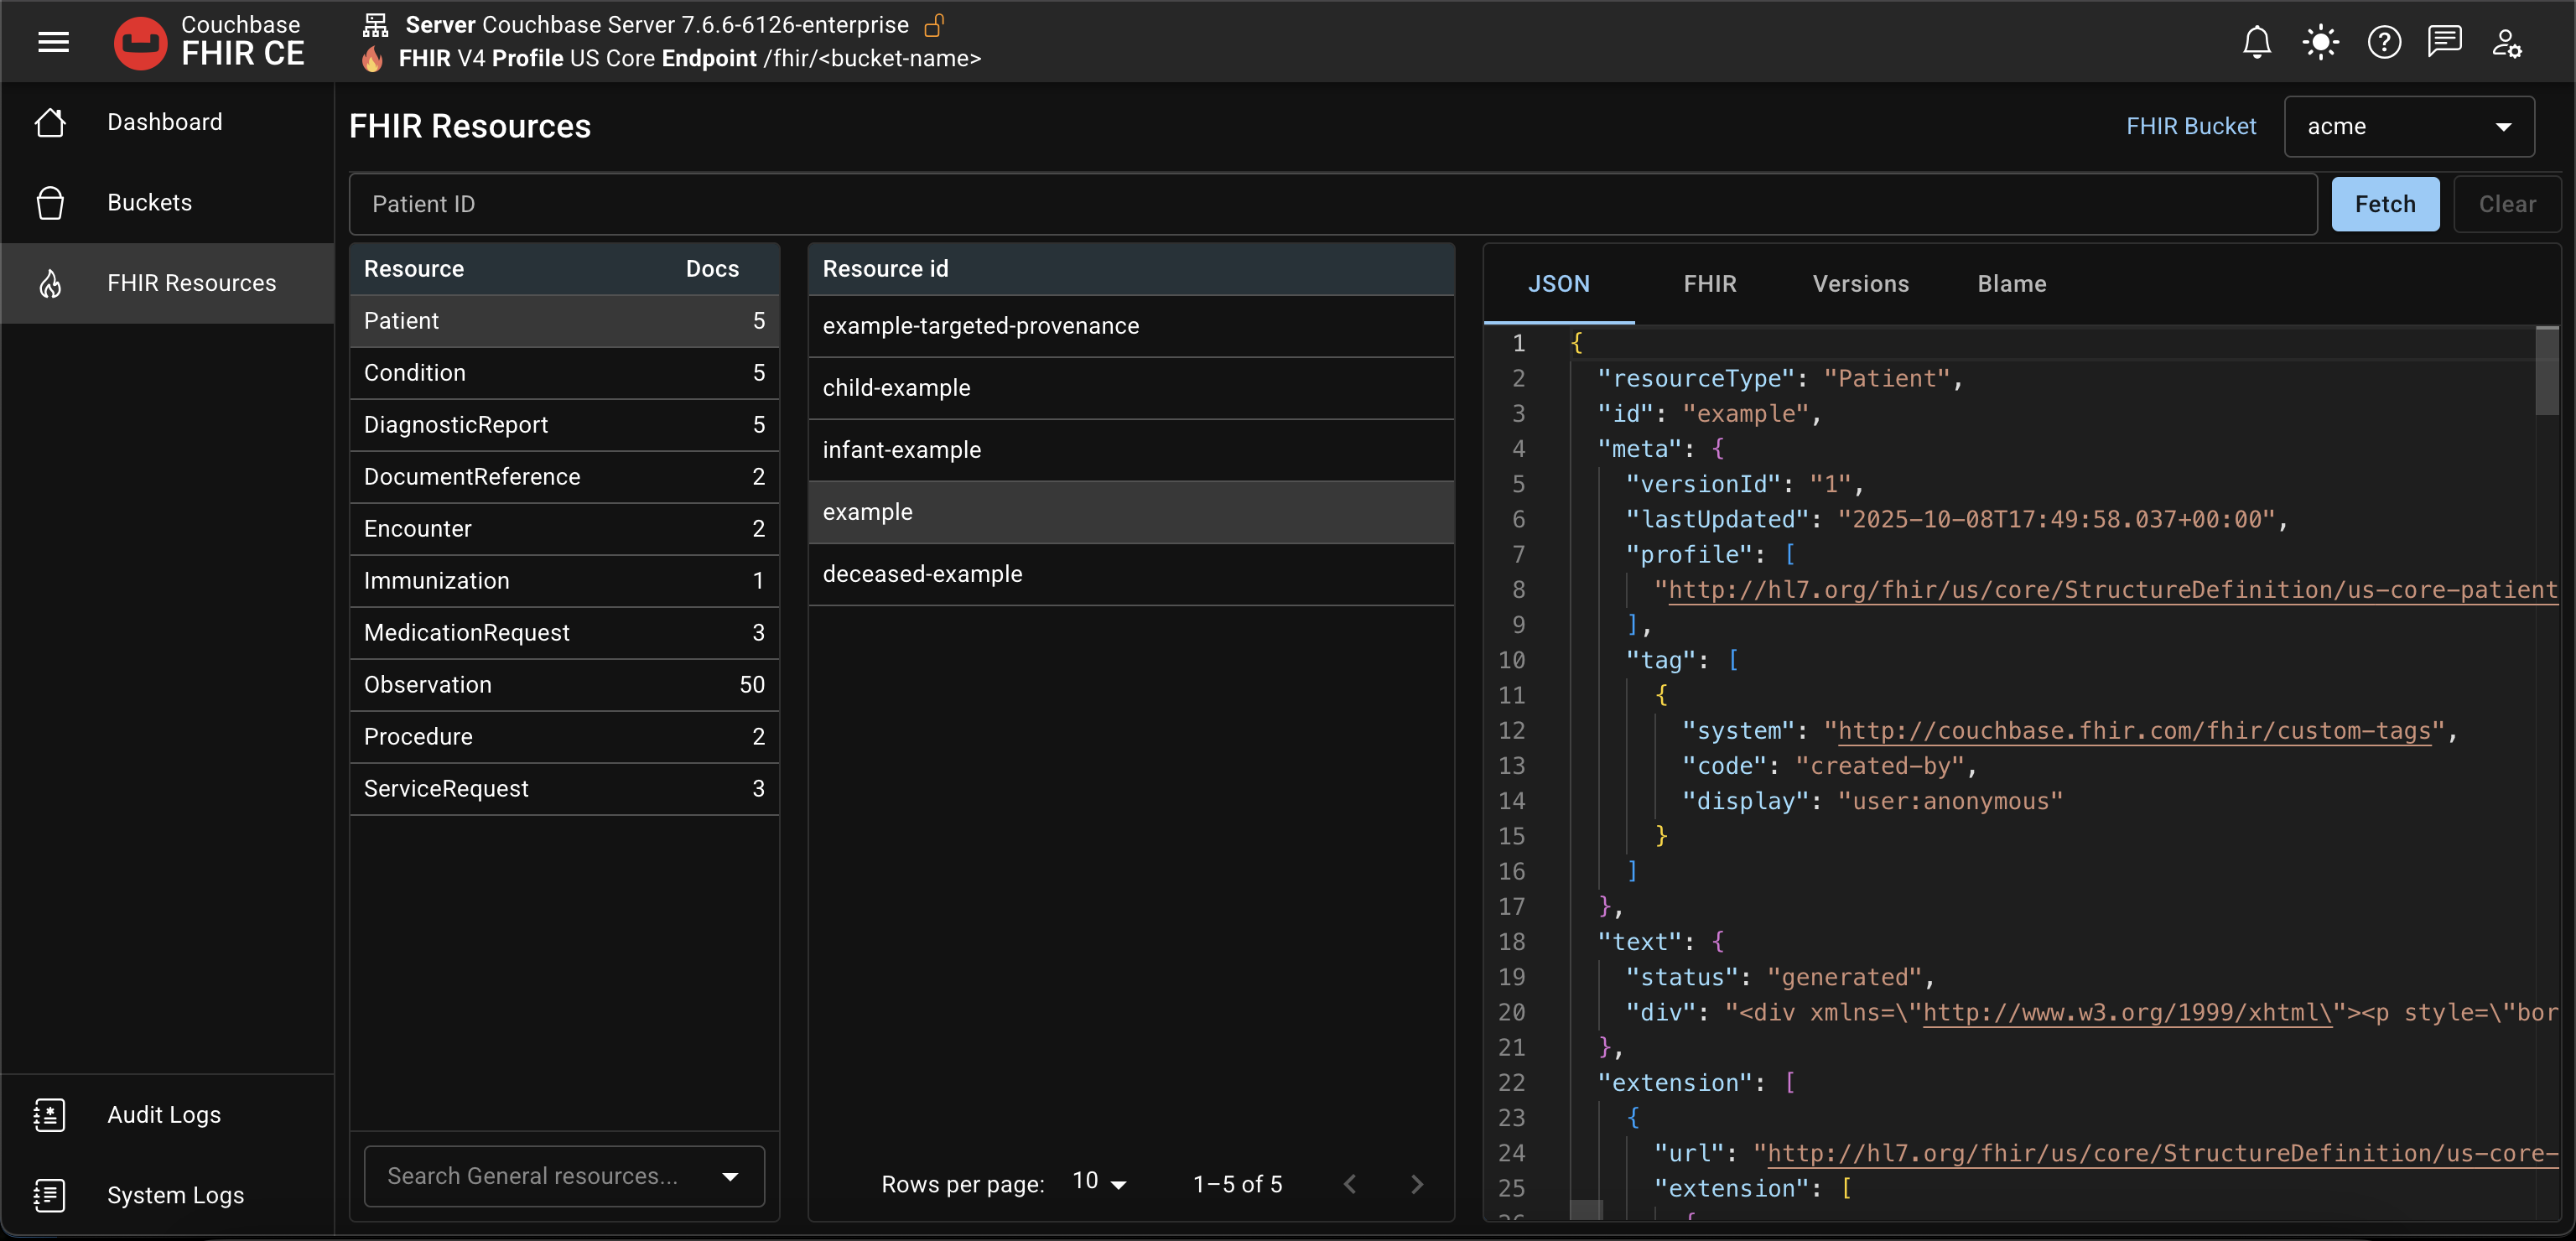 Couchbase
FHIR CE
Server Couchbase Server 7.6.6-6126-enterprise
FHIR V4 Profile US Core Endpoint /fhir/<bucket-name>
Dashboard
Buckets
FHIR Resources
Audit Logs
System Logs
FHIR Resources
FHIR Bucket
acme
Patient ID
Fetch
Clear
Resource Docs
Patient 5
Condition 5
DiagnosticReport 5
DocumentReference 2
Encounter 2
Immunization 1
MedicationRequest 3
Observation 50
Procedure 2
ServiceRequest 3
Search General resources...
Resource id
example-targeted-provenance
child-example
infant-example
example
deceased-example
Rows per page: 10 1–5 of 5
JSON FHIR Versions Blame
1 {
2 "resourceType": "Patient",
3 "id": "example",
4 "meta": {
5 "versionId": "1",
6 "lastUpdated": "2025-10-08T17:49:58.037+00:00",
7 "profile": [
8 "http://hl7.org/fhir/us/core/StructureDefinition/us-core-patient
9 ],
10 "tag": [
11 {
12 "system": "http://couchbase.fhir.com/fhir/custom-tags",
13 "code": "created-by",
14 "display": "user:anonymous"
15 }
16 ]
17 },
18 "text": {
19 "status": "generated",
20 "div": "<div xmlns=\"http://www.w3.org/1999/xhtml\"><p style=\"bor
21 },
22 "extension": [
23 {
24 "url": "http://hl7.org/fhir/us/core/StructureDefinition/us-core-
25 "extension": [